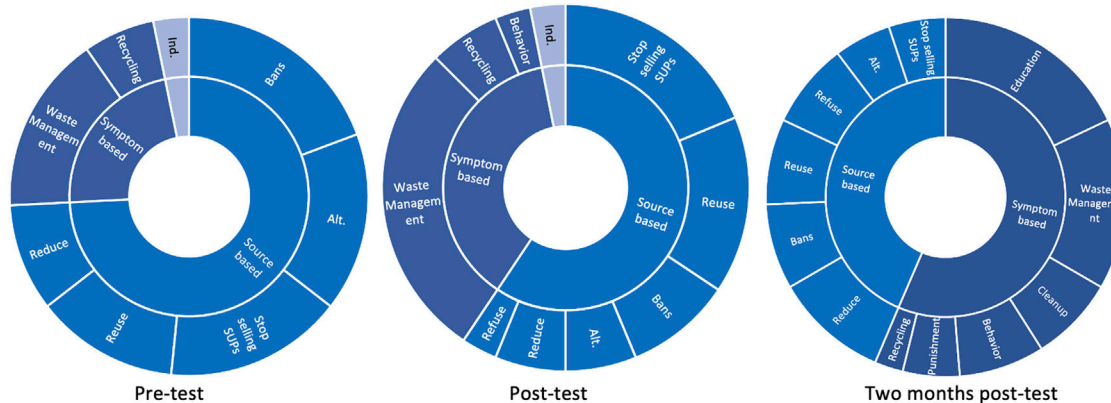 Ind.
Recycling
Waste
Managem
ent
Symptom
based
Bans
Alt.
Source
based
Stop
selling
SUPs
Reuse
Reduce
Pre-test
Ind.
Behavior
Recycling
Waste
Managem
ent
Symptom
based
Stop
selling
SUPs
Reuse
Source
based
Bans
Alt.
Reduce
Refuse
Post-test
Stop selling
SUPs
Alt.
Refuse
Reuse
Source
based
Bans
Reduce
Education
Waste
Managem
ent
Symptom
based
Cleanup
Behavior
Punishment
Recycling
Two months post-test